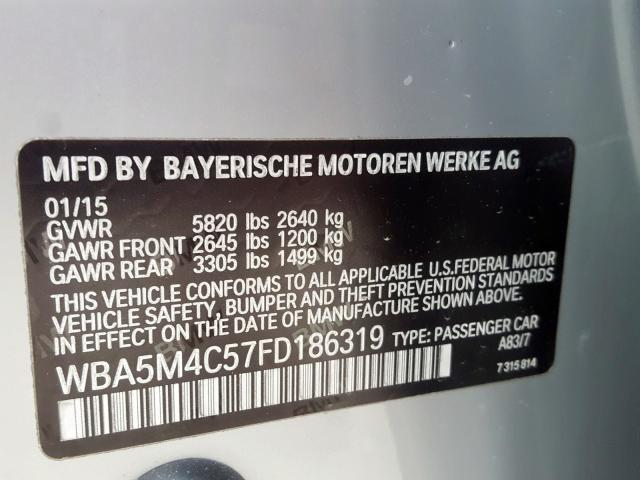 MFD BY BAYERISCHE MOTOREN WERKE AG
01/15
GVWR 5820 lbs 2640 kg
GAWR FRONT 2645 lbs 1200 kg
GAWR REAR 3305 lbs 1499 kg
THIS VEHICLE CONFORMS TO ALL APPLICABLE U.S.FEDERAL MOTOR
VEHICLE SAFETY, BUMPER AND THEFT PREVENTION STANDARDS
IN EFFECT ON THE DATE OF MANUFACTURE SHOWN ABOVE.
WBA5M4C57FD186319 TYPE: PASSENGER CAR
A83/7
7 315 814